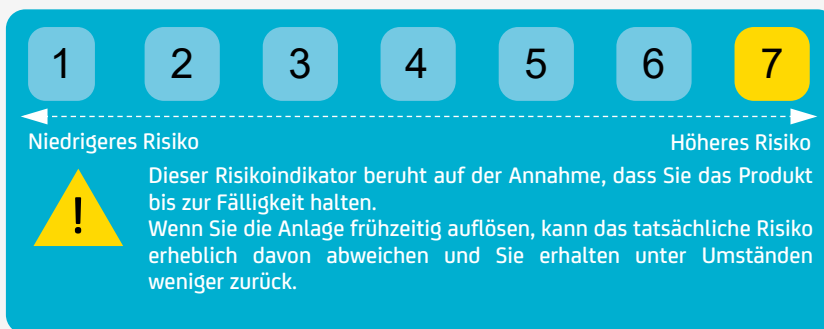 1 2 3 4 5 6 7
Niedrigeres Risiko Höheres Risiko
Dieser Risikoindikator beruht auf der Annahme, dass Sie das Produkt
!
bis zur Fälligkeit halten.
Wenn Sie die Anlage frühzeitig auflösen, kann das tatsächliche Risiko
erheblich davon abweichen und Sie erhalten unter Umständen
weniger zurück.